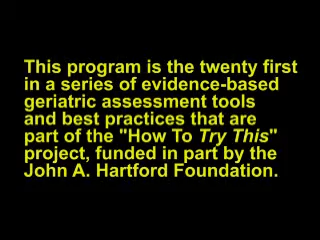 This program is the twenty first
in a series of evidence-based
geriatric assessment tools
and best practices that are
part of the "How To Try This"
project, funded in part by the
John A. Hartford Foundation.